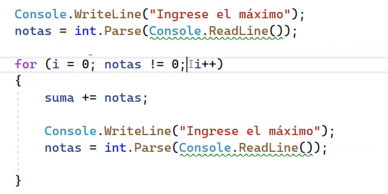 Console.WriteLine("Ingrese el máximo");
notas = int.Parse(Console.ReadLine());
for (i = 0; notas != 0; i++)
{
suma += notas;
Console.WriteLine("Ingrese el máximo");
notas = int.Parse(Console.ReadLine());
}